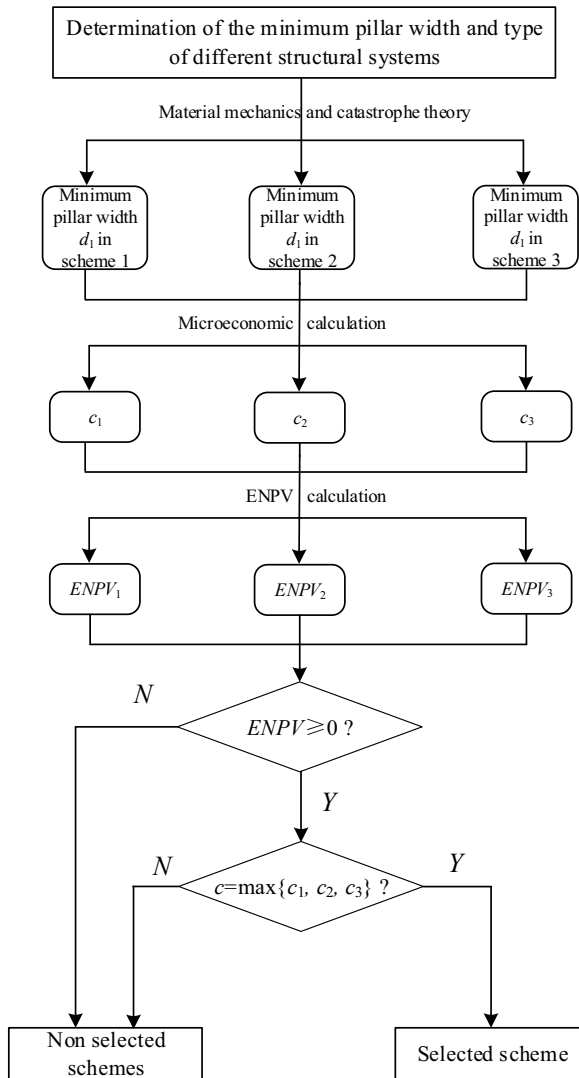 Determination of the minimum pillar width and type
of different structural systems
Material mechanics and catastrophe theory
Minimum
pillar width
d₁ in
scheme 1
Minimum
pillar width
d₁ in
scheme 2
Minimum
pillar width
d₁ in
scheme 3
Microeconomic calculation
c₁
c₂
c₃
ENPV calculation
ENPV₁
ENPV₂
ENPV₃
N
ENPV≥0 ?
Y
N
c=max{c₁, c₂, c₃} ?
Y
Non selected
schemes
Selected scheme